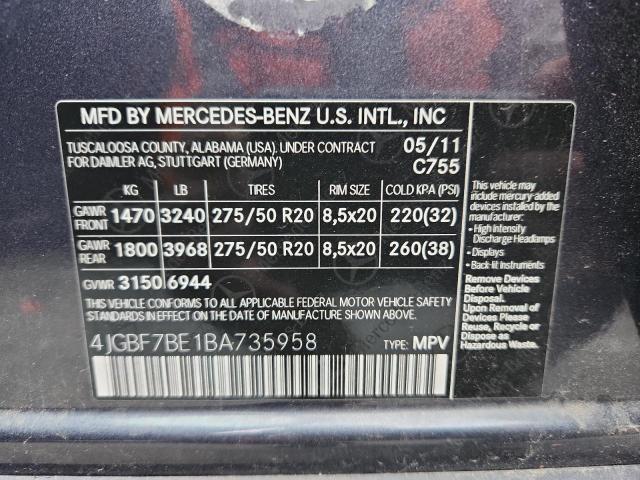 MFD BY MERCEDES-BENZ U.S. INTL., INC
TUSCALOOSA COUNTY, ALABAMA (USA). UNDER CONTRACT 05/11
FOR DAIMLER AG, STUTTGART (GERMANY) C755
KG LB TIRES RIM SIZE COLD KPA (PSI)
GAWR FRONT 1470 3240 275/50 R20 8,5x20 220(32)
GAWR REAR 1800 3968 275/50 R20 8,5x20 260(38)
GVWR 3150 6944
THIS VEHICLE CONFORMS TO ALL APPLICABLE FEDERAL MOTOR VEHICLE SAFETY
STANDARDS IN EFFECT ON THE DATE OF MANUFACTURE SHOWN ABOVE.
4JGBF7BE1BA735958 TYPE: MPV
This vehicle may
include mercury-added
devices installed by the
manufacturer:
• High Intensity
Discharge Headlamps
• Displays
• Back-lit Instruments
Remove Devices
Before Vehicle
Disposal.
Upon Removal of
Devices Please
Reuse, Recycle or
Dispose as
Hazardous Waste.